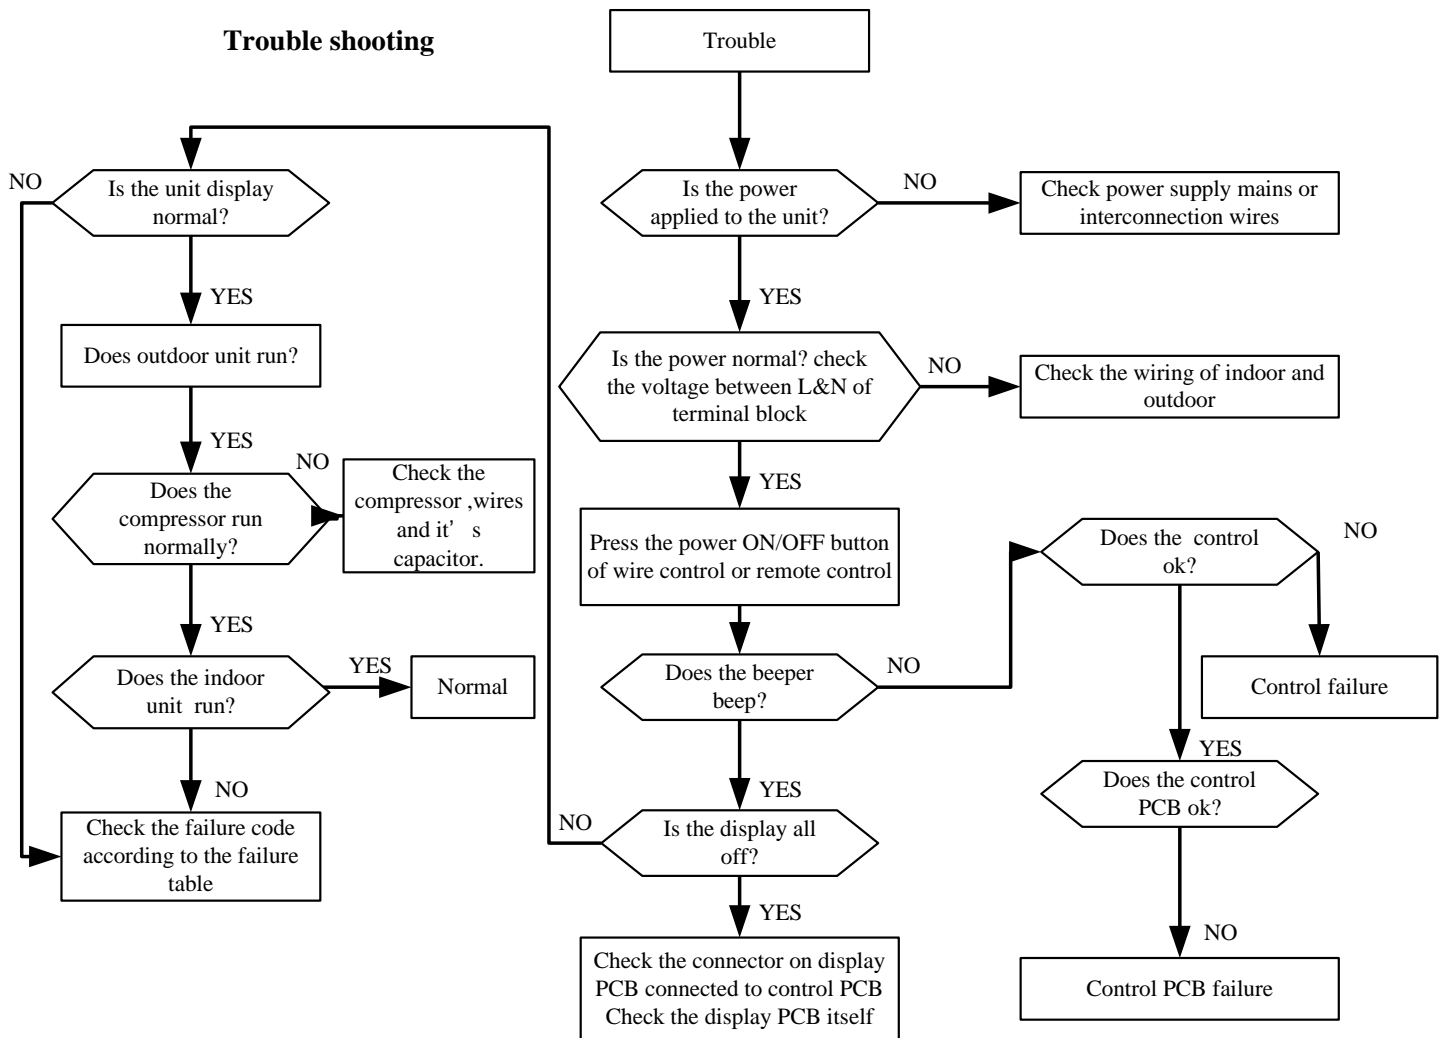 Trouble shooting
Trouble
NO
Is the unit display
normal?
Is the power
applied to the unit?
NO
Check power supply mains or
interconnection wires
YES
YES
Does outdoor unit run?
Is the power normal? check
the voltage between L&N of
terminal block
NO
Check the wiring of indoor and
outdoor
YES
NO
Does the
compressor run
normally?
Check the
compressor ,wires
and it’ s
capacitor.
YES
Press the power ON/OFF button
of wire control or remote control
Does the control
ok?
NO
YES
Does the indoor
unit run?
YES
Normal
Does the beeper
beep?
NO
Control failure
YES
NO
YES
Does the control
PCB ok?
Check the failure code
according to the failure
table
NO
Is the display all
off?
YES
NO
Check the connector on display
PCB connected to control PCB
Check the display PCB itself
Control PCB failure